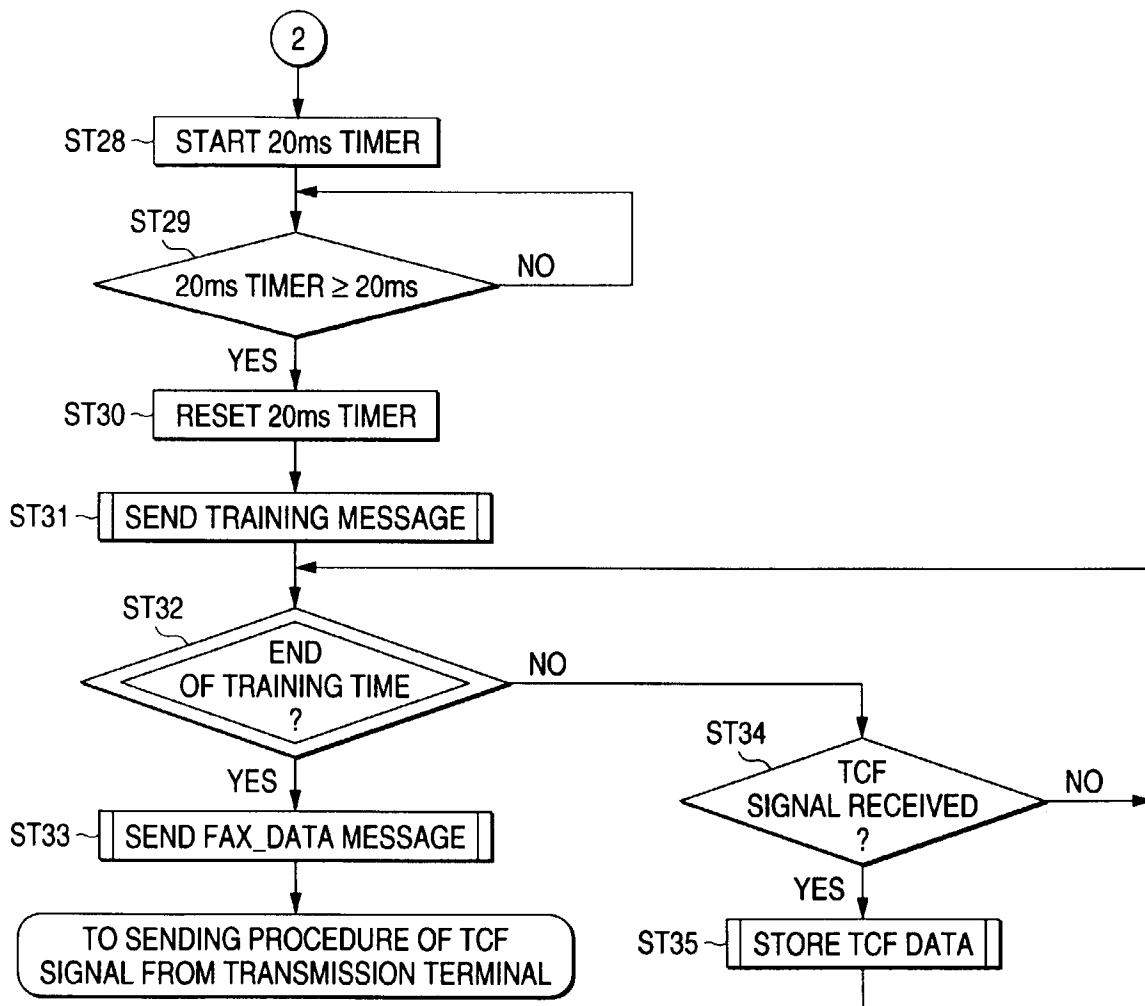 2
ST28
START 20ms TIMER
ST29
20ms TIMER ≥ 20ms
NO
YES
ST30
RESET 20ms TIMER
ST31
SEND TRAINING MESSAGE
ST32
END
OF TRAINING TIME
?
NO
YES
ST34
TCF
SIGNAL RECEIVED
?
NO
YES
ST33
SEND FAX_DATA MESSAGE
ST35
STORE TCF DATA
TO SENDING PROCEDURE OF TCF
SIGNAL FROM TRANSMISSION TERMINAL